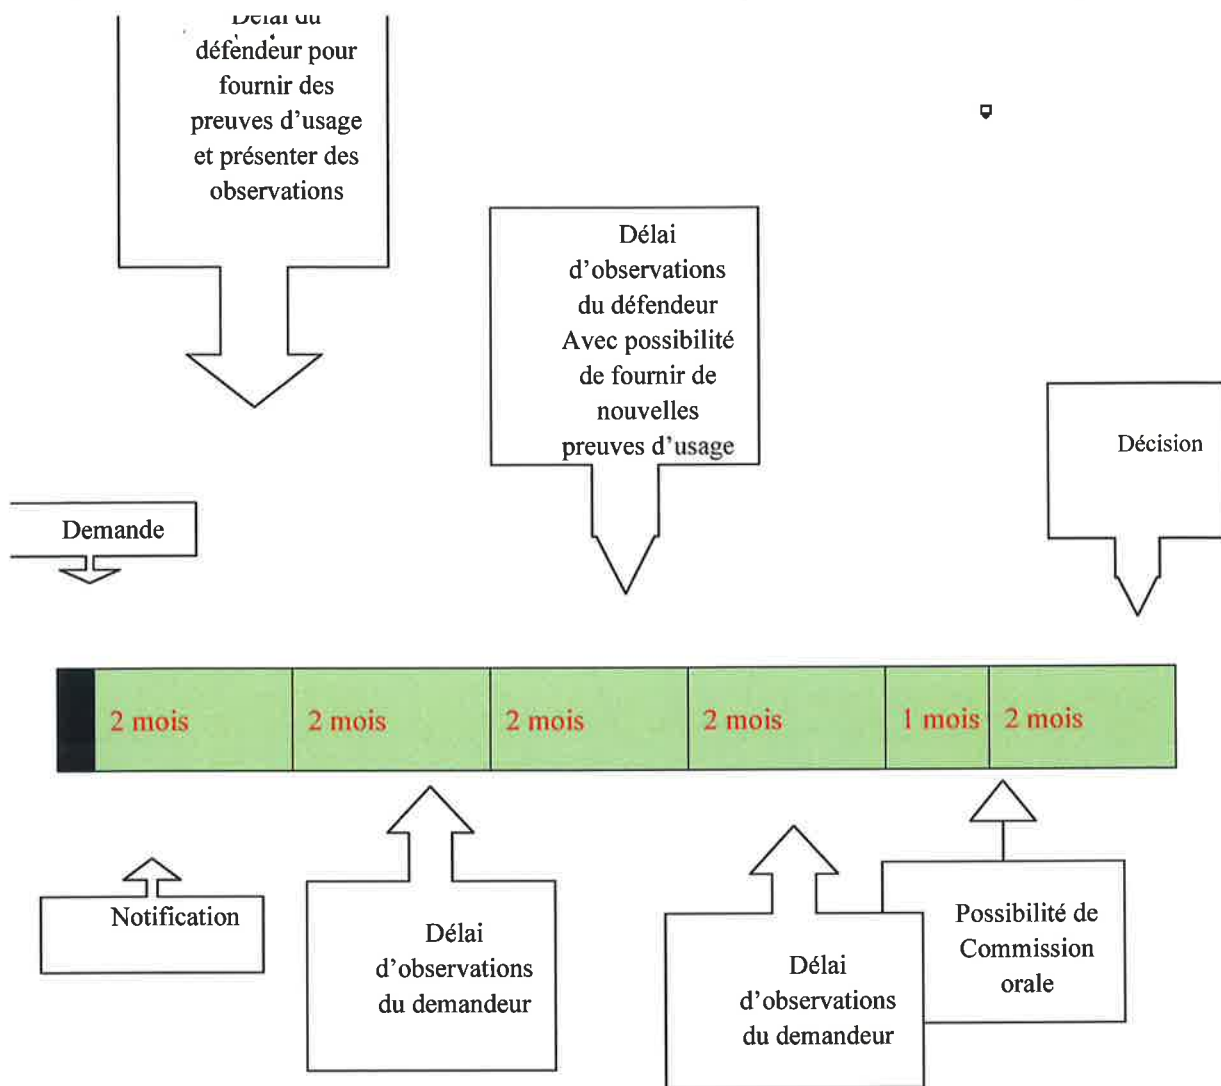 Délai du
défendeur pour
fournir des
preuves d'usage
et présenter des
observations
Délai
d'observations
du défendeur
Avec possibilité
de fournir de
nouvelles
preuves d'usage
Décision
Demande
2 mois
2 mois
2 mois
2 mois
1 mois
2 mois
Notification
Délai
d'observations
du demandeur
Délai
d'observations
du demandeur
Possibilité de
Commission
orale